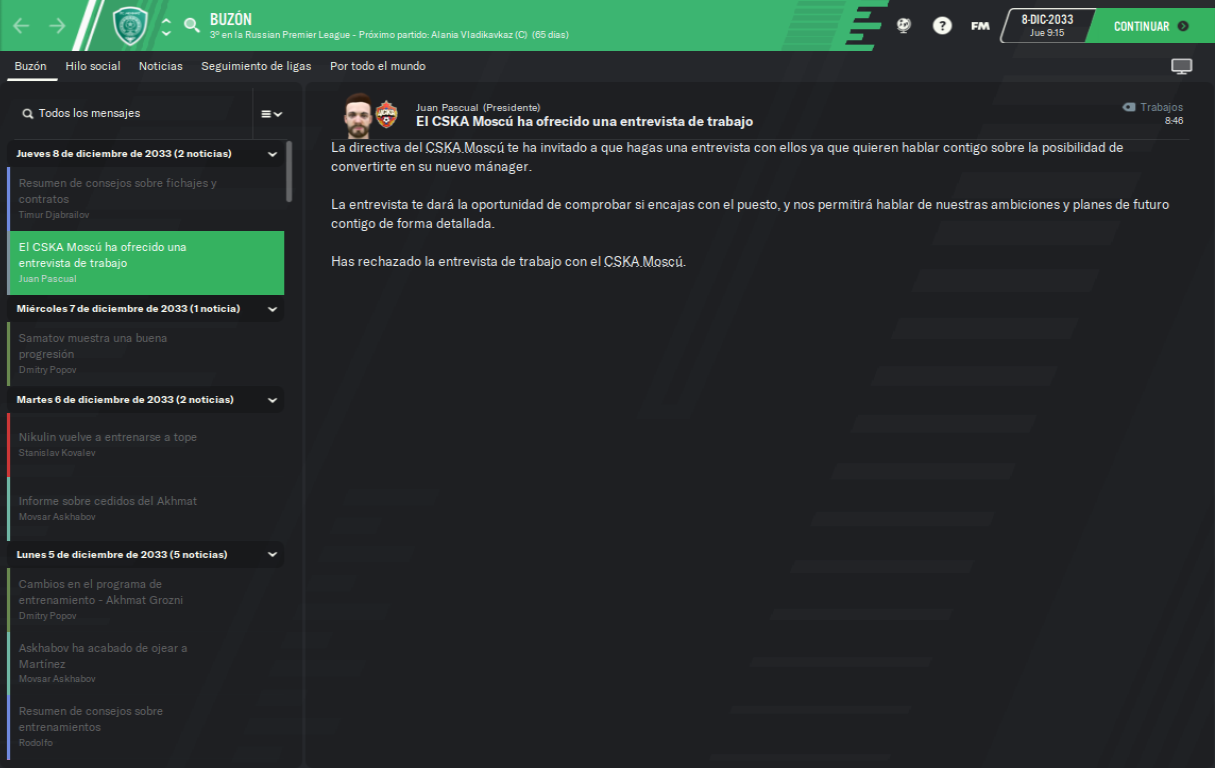 BUZÓN
3º en la Russian Premier League - Próximo partido: Alania Vladikavkaz (C) (65 días)
?
FM
8-DIC-2033
Jue 9:15
CONTINUAR
Buzón
Hilo social
Noticias
Seguimiento de ligas
Por todo el mundo
Todos los mensajes
Jueves 8 de diciembre de 2033 (2 noticias)
Resumen de consejos sobre fichajes y
contratos
Timur Djabrailov
El CSKA Moscú ha ofrecido una
entrevista de trabajo
Juan Pascual
Miércoles 7 de diciembre de 2033 (1 noticia)
Samatov muestra una buena
progresión
Dmitry Popov
Martes 6 de diciembre de 2033 (2 noticias)
Nikulin vuelve a entrenarse a tope
Stanislav Kovalev
Informe sobre cedidos del Akhmat
Movsar Askhabov
Lunes 5 de diciembre de 2033 (5 noticias)
Cambios en el programa de
entrenamiento - Akhmat Grozni
Dmitry Popov
Askhabov ha acabado de ojear a
Martínez
Movsar Askhabov
Resumen de consejos sobre
entrenamientos
Rodolfo
Juan Pascual (Presidente)
El CSKA Moscú ha ofrecido una entrevista de trabajo
Trabajos
8:46
La directiva del CSKA Moscú te ha invitado a que hagas una entrevista con ellos ya que quieren hablar contigo sobre la posibilidad de
convertirte en su nuevo mánager.
La entrevista te dará la oportunidad de comprobar si encajas con el puesto, y nos permitirá hablar de nuestras ambiciones y planes de futuro
contigo de forma detallada.
Has rechazado la entrevista de trabajo con el CSKA Moscú.